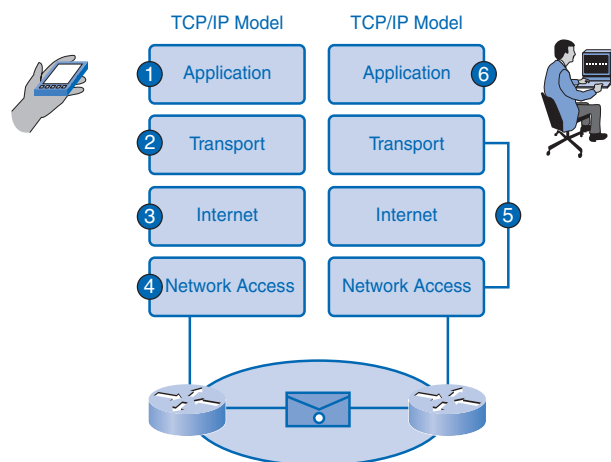 TCP/IP Model TCP/IP Model
1 Application Application 6
2 Transport Transport
3 Internet Internet 5
4 Network Access Network Access